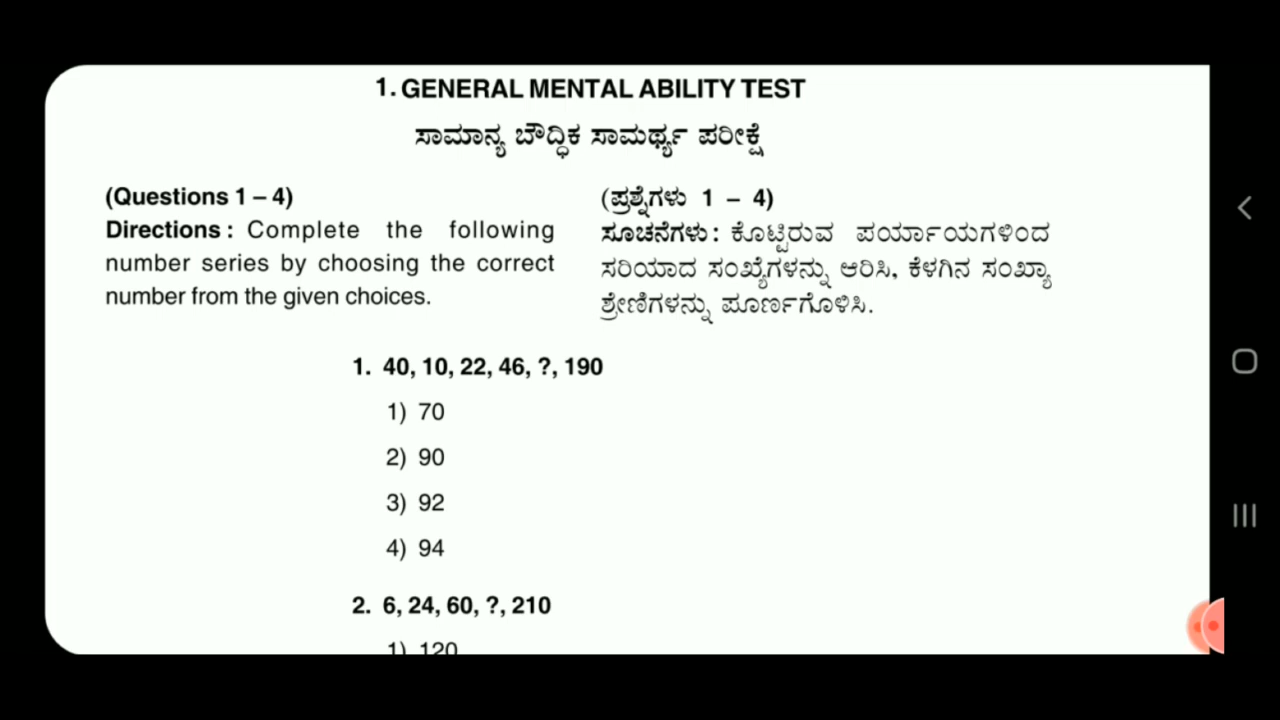 1. GENERAL MENTAL ABILITY TEST
ಸಾಮಾನ್ಯ ಬೌದ್ಧಿಕ ಸಾಮರ್ಥ್ಯ ಪರೀಕ್ಷೆ
(Questions 1 – 4)
Directions : Complete the following
number series by choosing the correct
number from the given choices.
(ಪ್ರಶ್ನೆಗಳು 1 – 4)
ಸೂಚನೆಗಳು : ಕೊಟ್ಟಿರುವ ಪರ್ಯಾಯಗಳಿಂದ
ಸರಿಯಾದ ಸಂಖ್ಯೆಗಳನ್ನು ಆರಿಸಿ, ಕೆಳಗಿನ ಸಂಖ್ಯಾ
ಶ್ರೇಣಿಗಳನ್ನು ಪೂರ್ಣಗೊಳಿಸಿ.
1. 40, 10, 22, 46, ?, 190
1) 70
2) 90
3) 92
4) 94
2. 6, 24, 60, ?, 210
1) 120